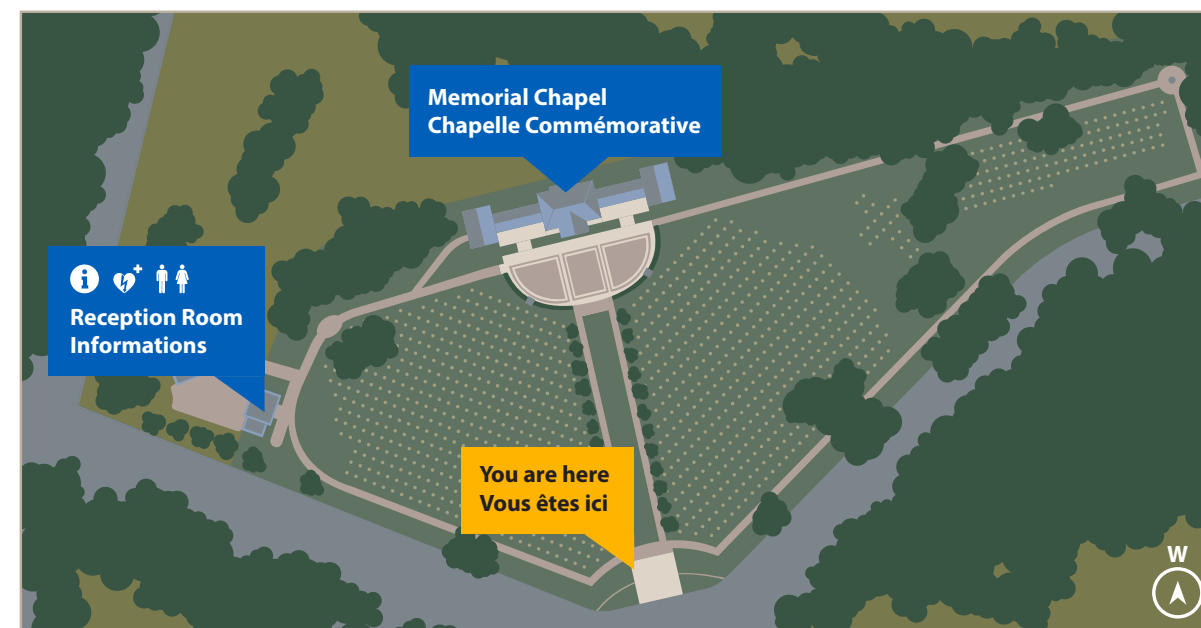 Memorial Chapel
Chapelle Commémorative
Reception Room
Informations
You are here
Vous êtes ici
W